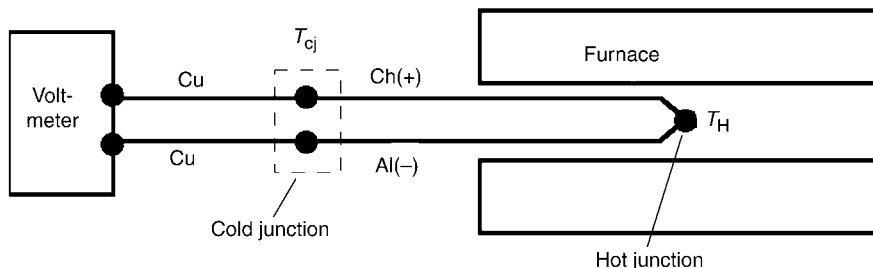 T_cj
Furnace
Cu
Ch(+)
Volt-
meter
T_H
Cu
Al(–)
Cold junction
Hot junction